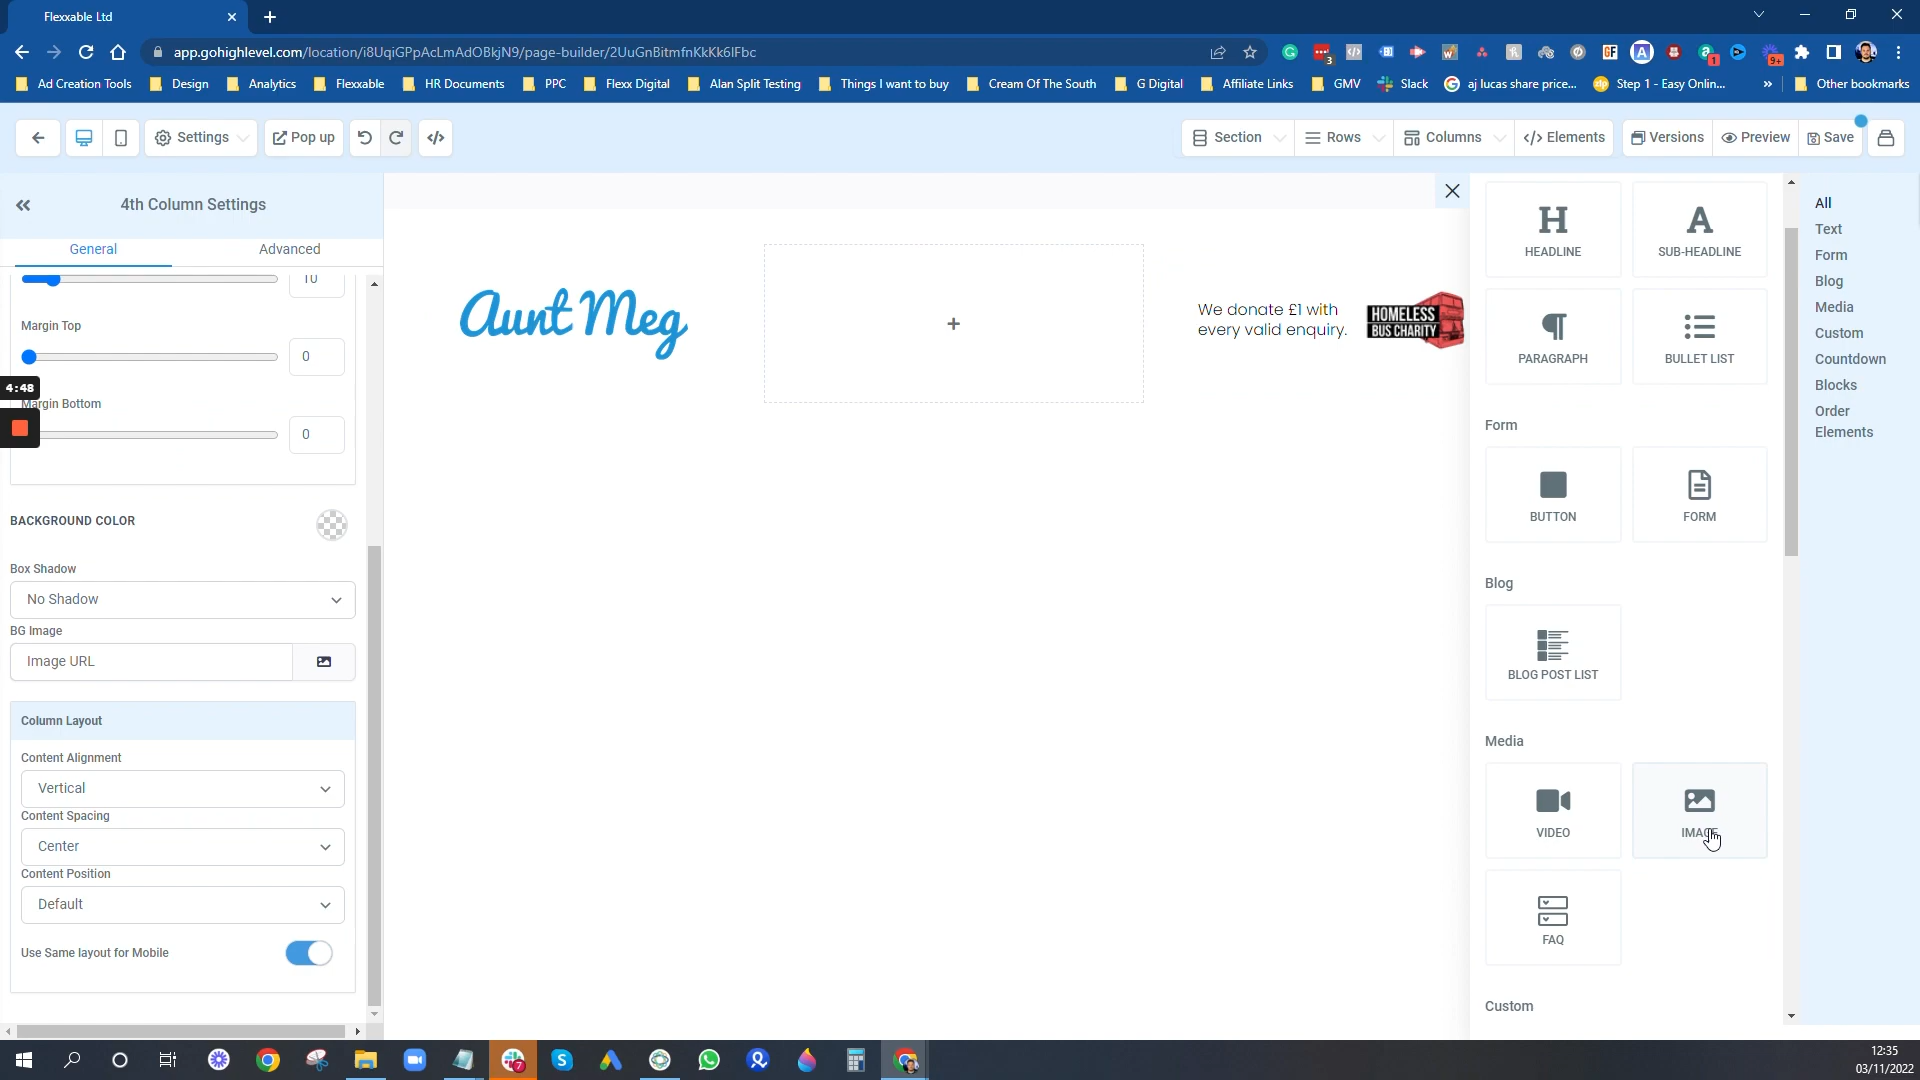 Flexxable Ltd
app.gohighlevel.com/location/i8UqiGPpAcLmAdOBkjN9/page-builder/2UuGnBitmfnKkKk6lFbc
Ad Creation Tools
Design
Analytics
Flexxable
HR Documents
PPC
Flexx Digital
Alan Split Testing
Things I want to buy
Cream Of The South
G Digital
Affiliate Links
GMV
Slack
aj lucas share price...
Step 1 - Easy Onlin...
Other bookmarks
Settings
Pop up
Section
Rows
Columns
Elements
Versions
Preview
Save
4th Column Settings
General
Advanced
10
Margin Top
0
4:48
Margin Bottom
0
BACKGROUND COLOR
Box Shadow
No Shadow
BG Image
Image URL
Column Layout
Content Alignment
Vertical
Content Spacing
Center
Content Position
Default
Use Same layout for Mobile
Aunt Meg
We donate £1 with
every valid enquiry.
HOMELESS
BUS CHARITY
HEADLINE
SUB-HEADLINE
PARAGRAPH
BULLET LIST
Form
BUTTON
FORM
Blog
BLOG POST LIST
Media
VIDEO
IMAGE
FAQ
Custom
All
Text
Form
Blog
Media
Custom
Countdown
Blocks
Order
Elements
12:35
03/11/2022